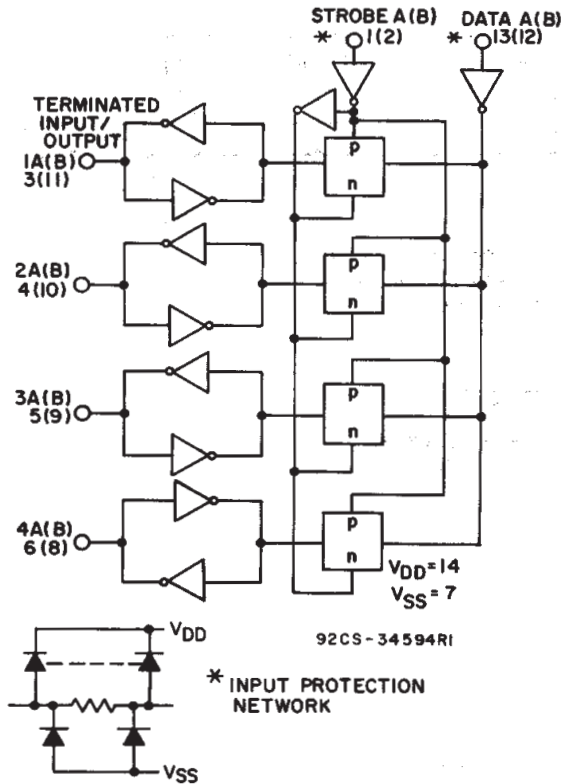 STROBE A(B)
* 1(2)
DATA A(B)
* 13(12)
TERMINATED
INPUT/
OUTPUT
1A(B)
3(11)
p
n
2A(B)
4(10)
p
n
3A(B)
5(9)
p
n
4A(B)
6(8)
p
n
VDD=14
VSS=7
92CS-34594R1
VDD
* INPUT PROTECTION
NETWORK
VSS